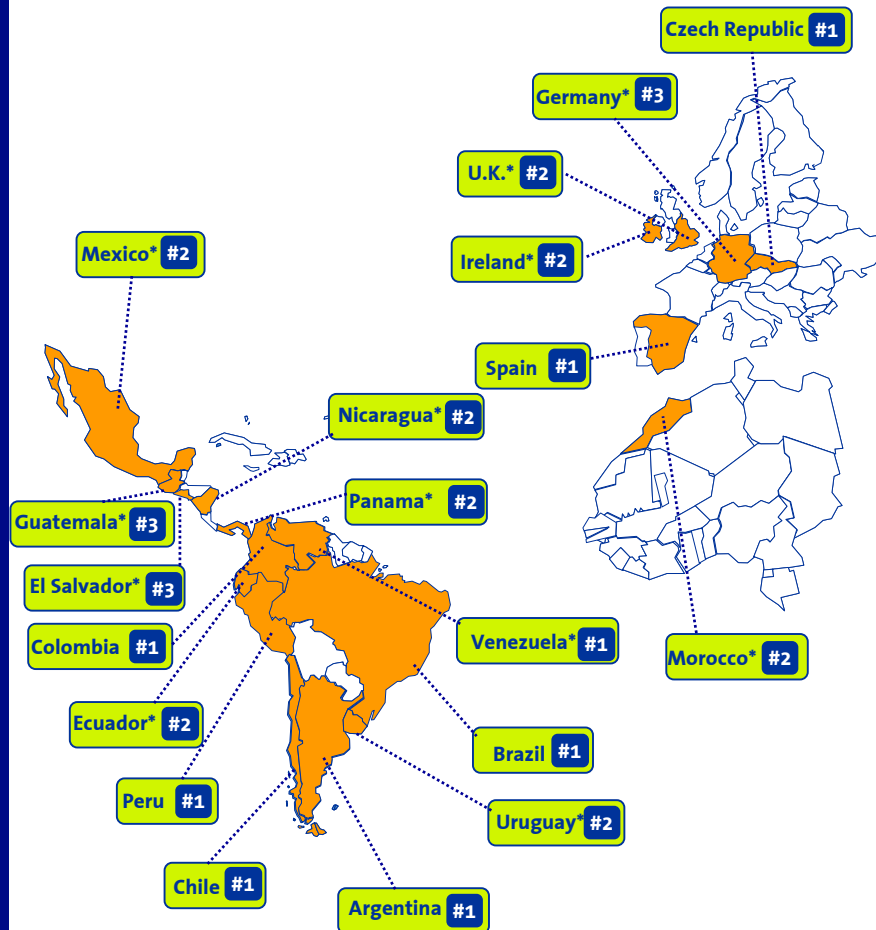 Czech Republic #1
Germany* #3
U.K.* #2
Ireland* #2
Mexico* #2
Spain #1
Nicaragua* #2
Panama* #2
Guatemala* #3
El Salvador* #3
Colombia #1
Venezuela* #1
Morocco* #2
Ecuador* #2
Brazil #1
Peru #1
Uruguay* #2
Chile #1
Argentina #1